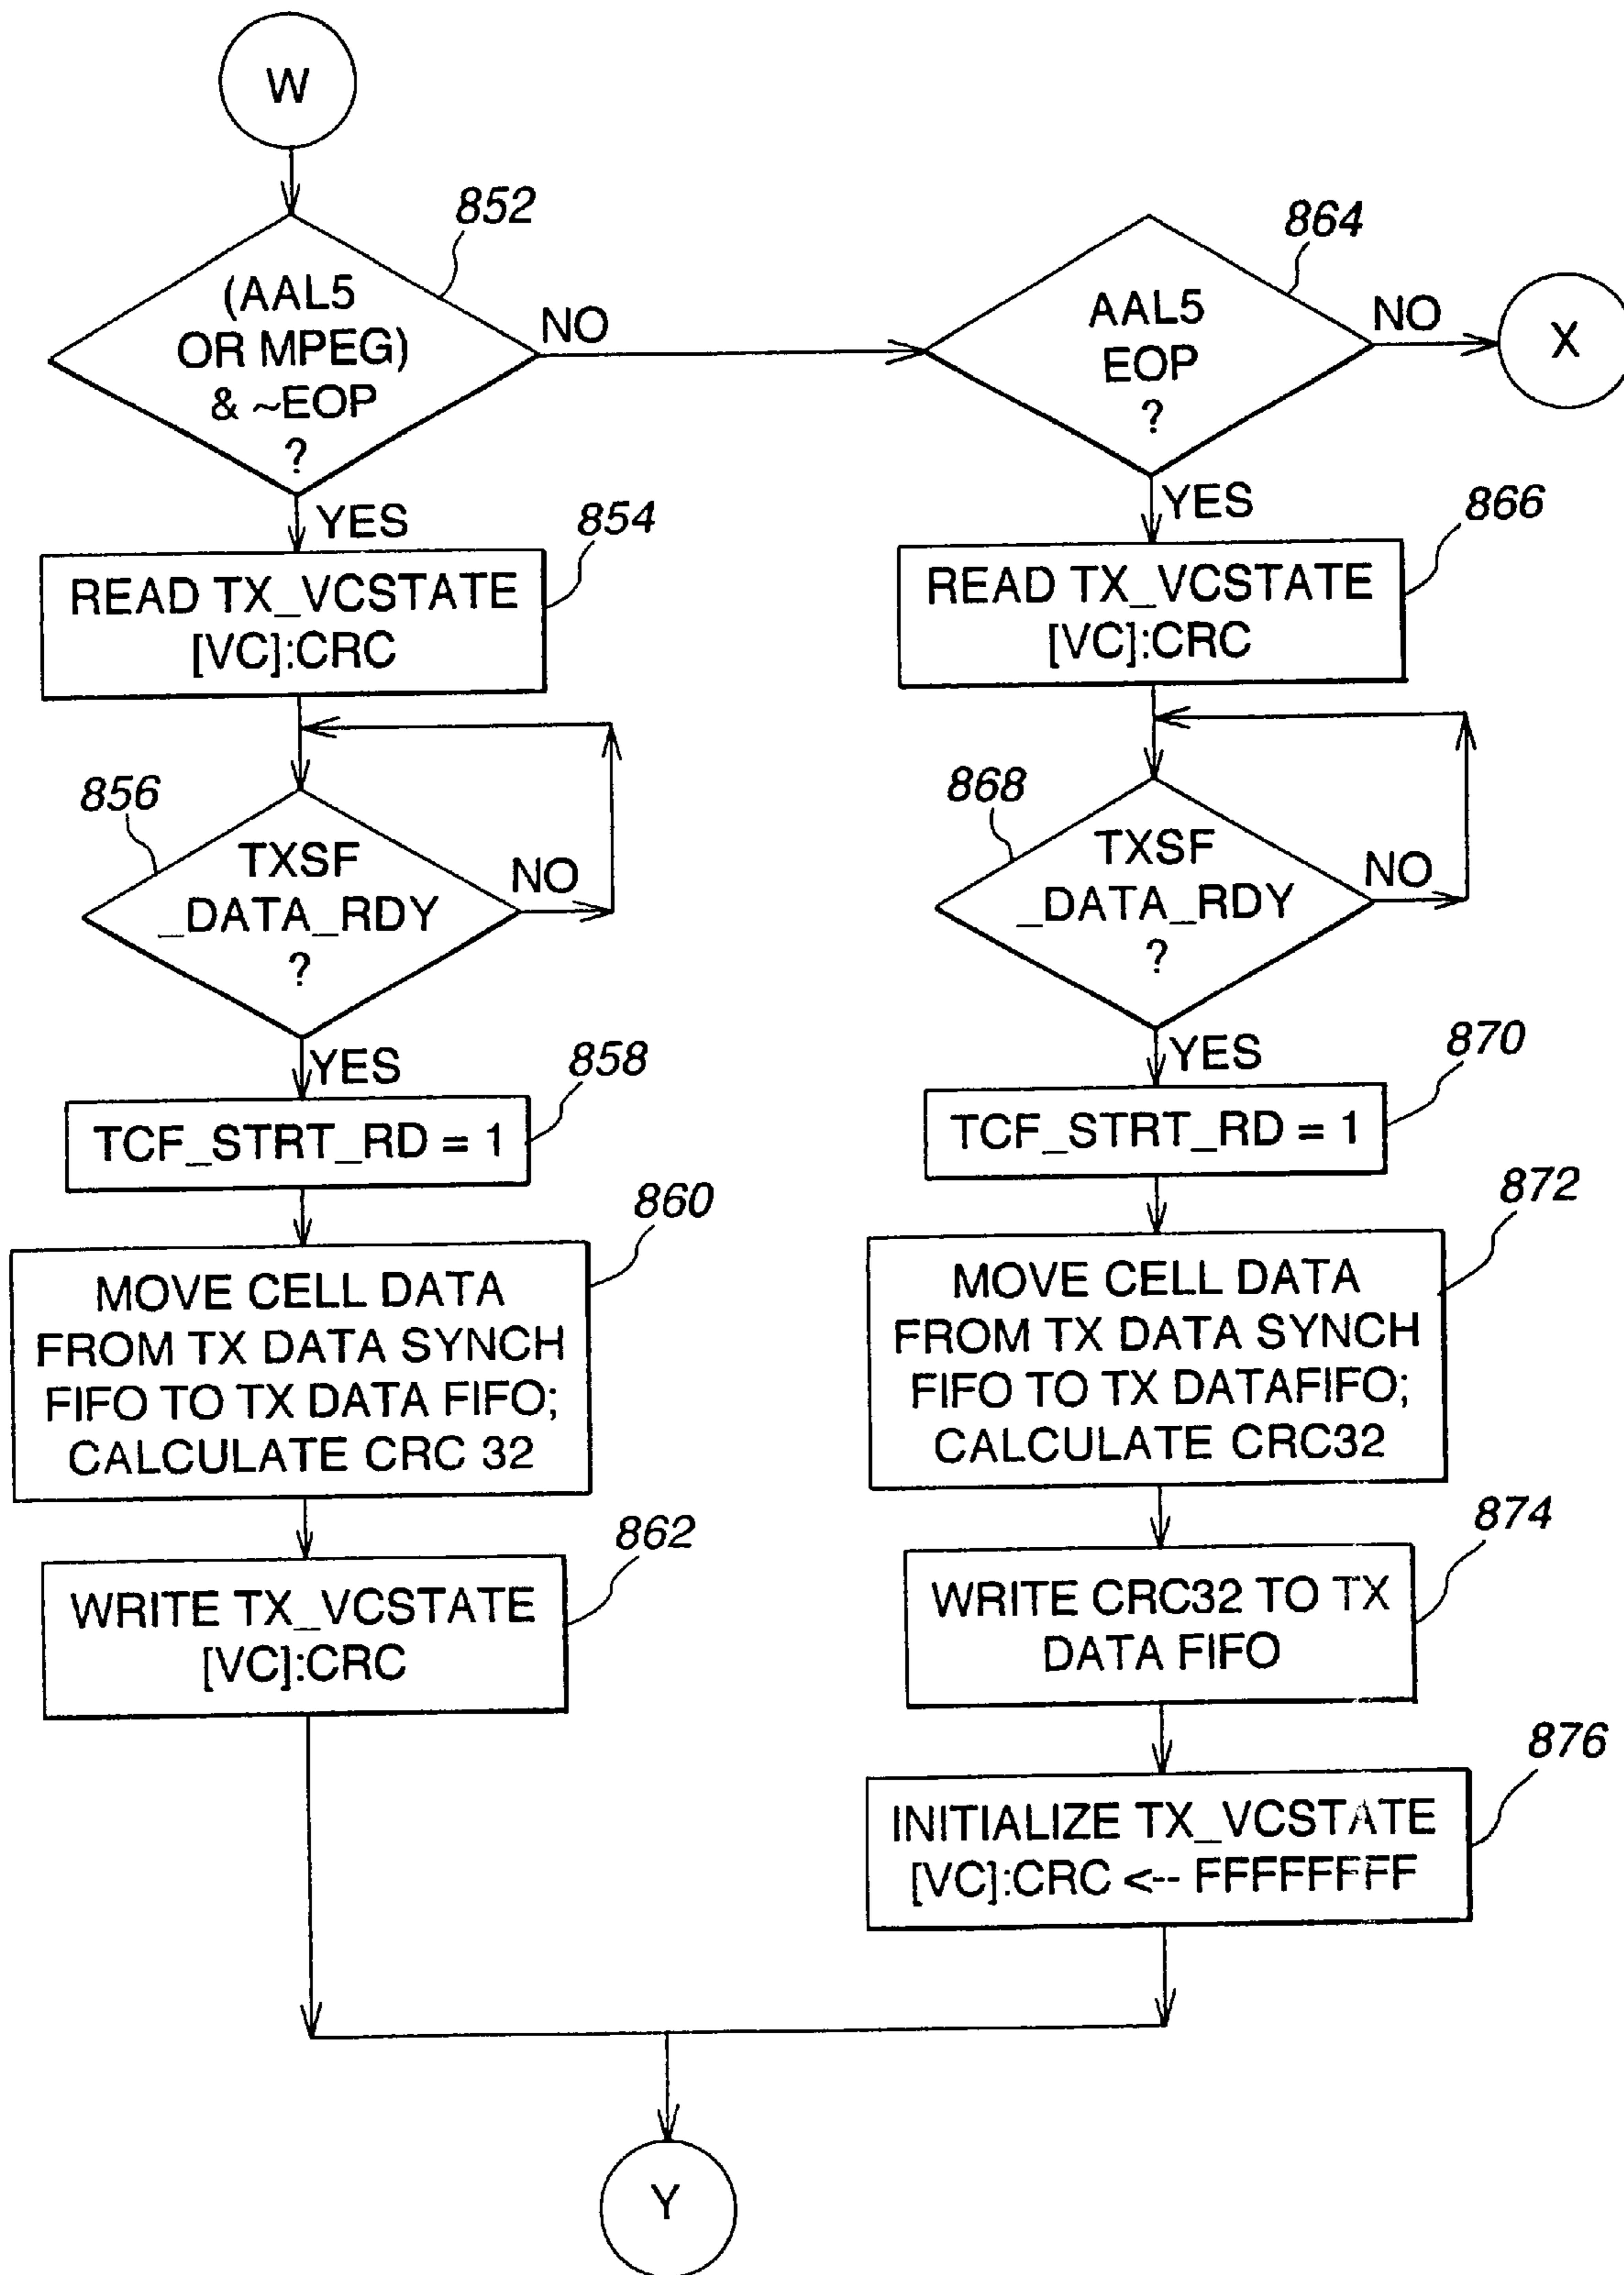 W
852
(AAL5
OR MPEG)
& ~EOP
?
NO
YES
864
AAL5
EOP
?
NO
X
YES
854
READ TX_VCSTATE
[VC]:CRC
866
READ TX_VCSTATE
[VC]:CRC
856
TXSF
_DATA_RDY
?
NO
YES
868
TXSF
_DATA_RDY
?
NO
YES
858
TCF_STRT_RD = 1
870
TCF_STRT_RD = 1
860
MOVE CELL DATA
FROM TX DATA SYNCH
FIFO TO TX DATA FIFO;
CALCULATE CRC 32
872
MOVE CELL DATA
FROM TX DATA SYNCH
FIFO TO TX DATAFIFO;
CALCULATE CRC32
862
WRITE TX_VCSTATE
[VC]:CRC
874
WRITE CRC32 TO TX
DATA FIFO
876
INITIALIZE TX_VCSTATE
[VC]:CRC <-- FFFFFFFF
Y